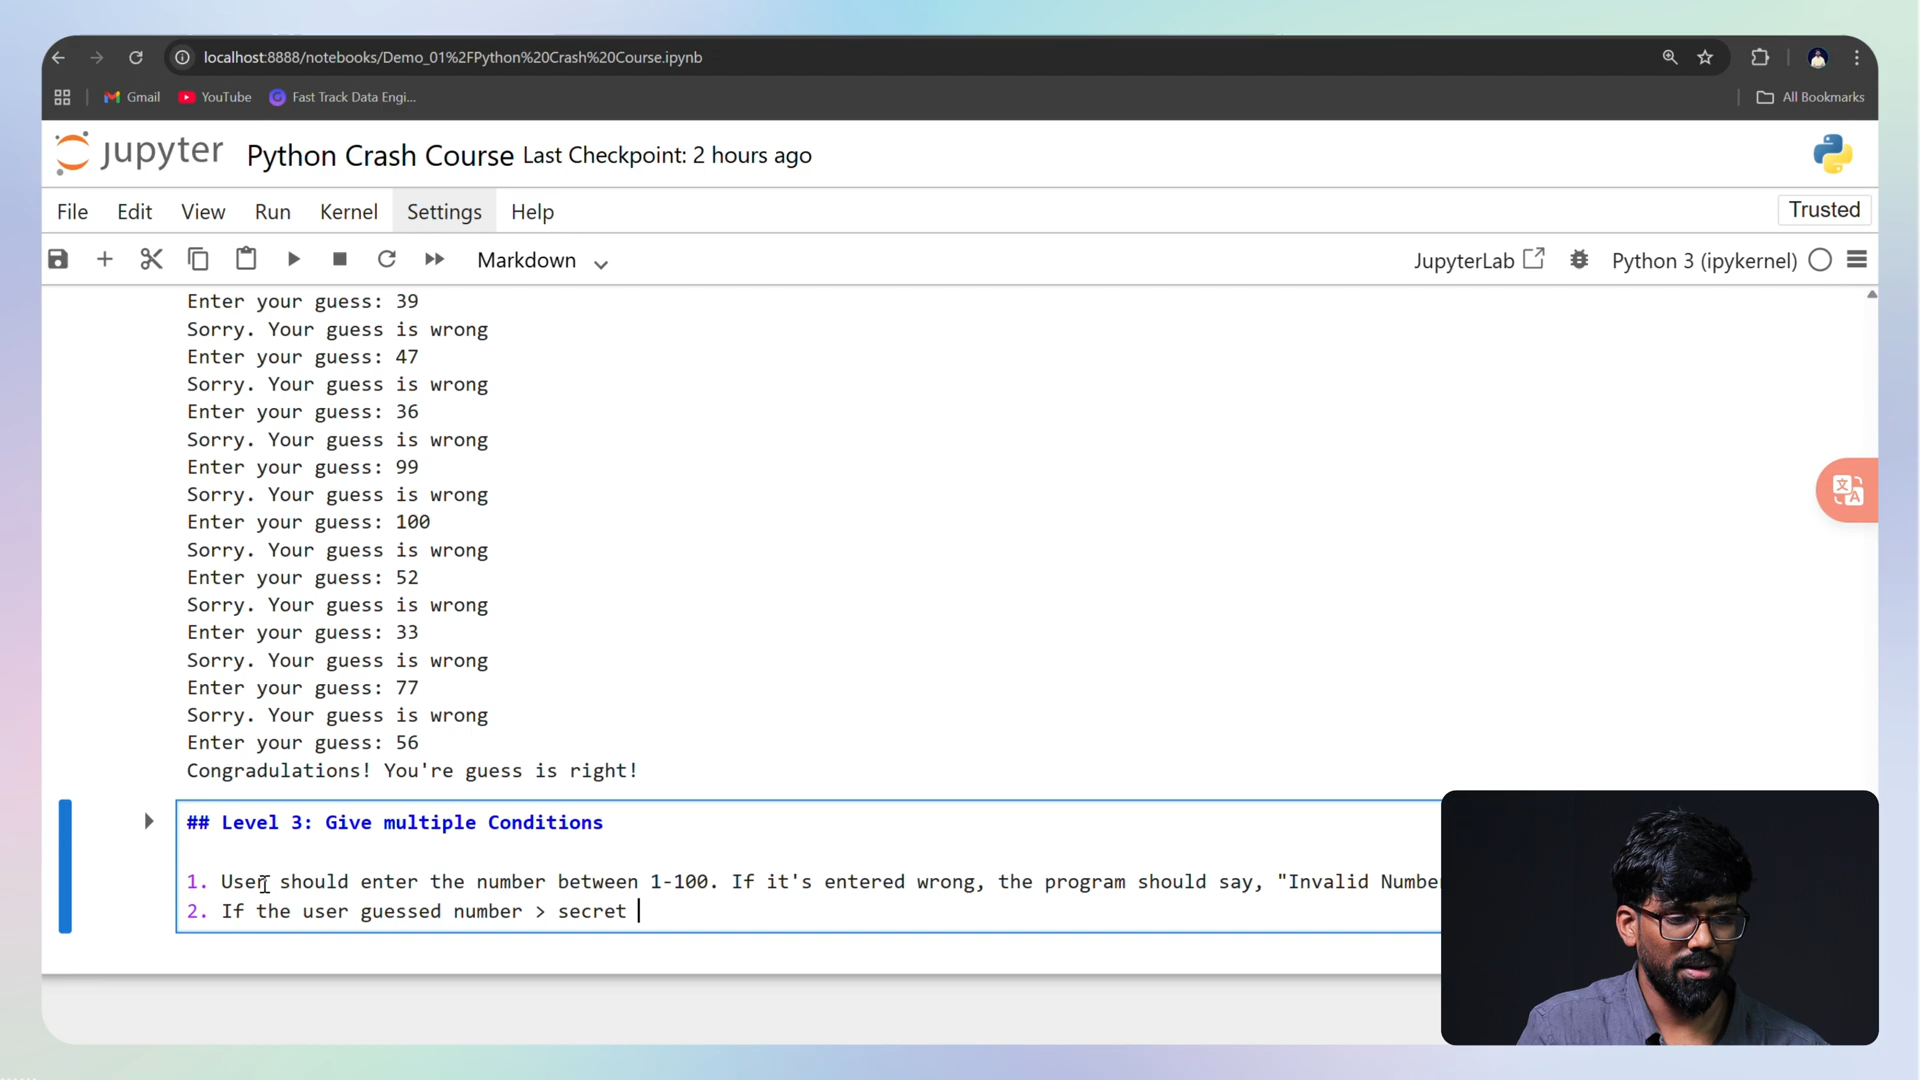 localhost:8888/notebooks/Demo_01%2FPython%20Crash%20Course.ipynb
Gmail YouTube Fast Track Data Engi... All Bookmarks
jupyter Python Crash Course Last Checkpoint: 2 hours ago
File Edit View Run Kernel Settings Help Trusted
Markdown JupyterLab Python 3 (ipykernel)
Enter your guess: 39
Sorry. Your guess is wrong
Enter your guess: 47
Sorry. Your guess is wrong
Enter your guess: 36
Sorry. Your guess is wrong
Enter your guess: 99
Sorry. Your guess is wrong
Enter your guess: 100
Sorry. Your guess is wrong
Enter your guess: 52
Sorry. Your guess is wrong
Enter your guess: 33
Sorry. Your guess is wrong
Enter your guess: 77
Sorry. Your guess is wrong
Enter your guess: 56
Congradulations! You're guess is right!
## Level 3: Give multiple Conditions
1. User should enter the number between 1-100. If it's entered wrong, the program should say, "Invalid Numbe
2. If the user guessed number > secret